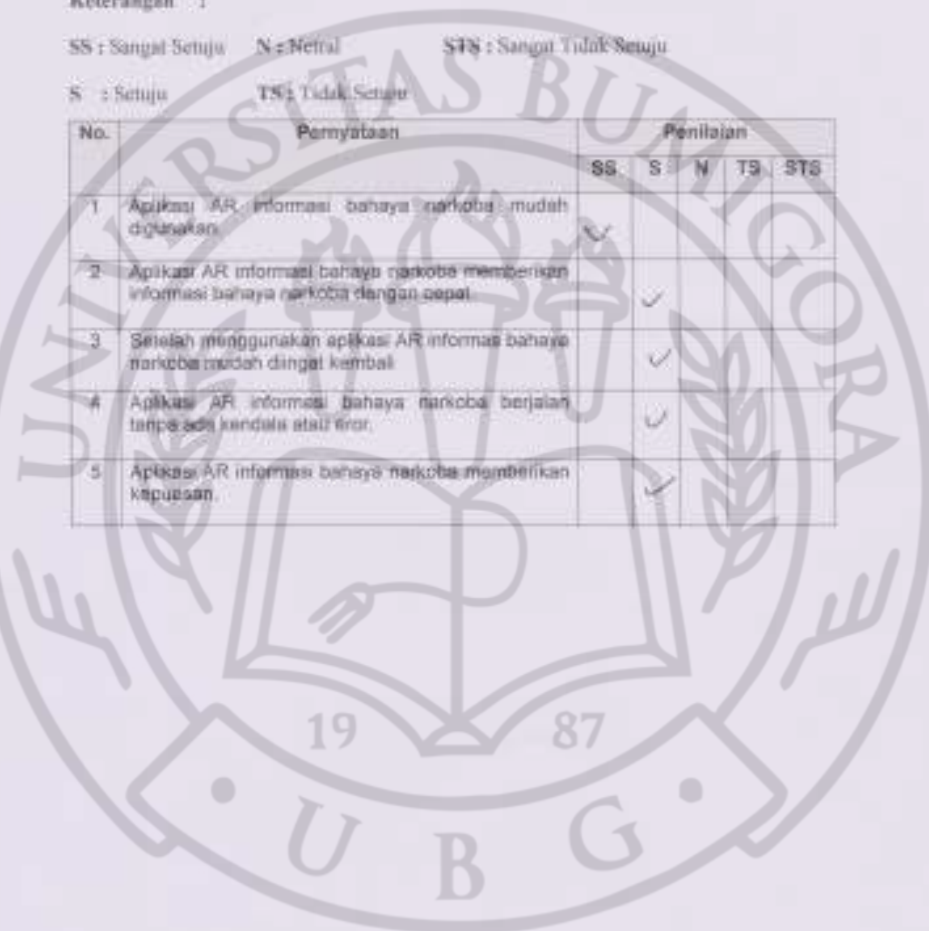 Keterangan :
SS : Sangat Setuju N : Netral STS : Sangat Tidak Setuju
S : Setuju TS : Tidak Setuju
No. Pernyataan Penilaian
SS S N TS STS
1 Aplikasi AR informasi bahaya narkoba mudah
digunakan.
2 Aplikasi AR informasi bahaya narkoba memberikan
informasi bahaya narkoba dengan cepat.
3 Setelah menggunakan aplikasi AR informas bahaya
narkoba mudah diingat kembali
4 Aplikasi AR informasi bahaya narkoba berjalan
tanpa ada kendala atau error.
5 Aplikasi AR informasi bahaya narkoba memberikan
kepuasan.
UNIVERSITAS BUMIGORA
19 87
UBG